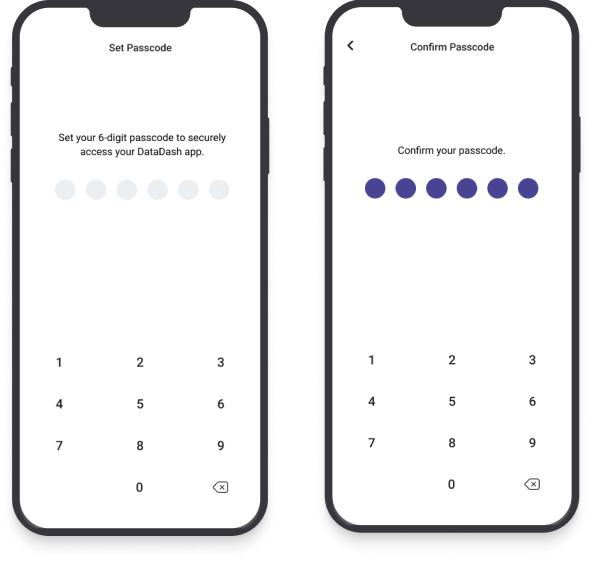 Set Passcode
Set your 6-digit passcode to securely
access your DataDash app.
1 2 3
4 5 6
7 8 9
0
Confirm Passcode
Confirm your passcode.
1 2 3
4 5 6
7 8 9
0